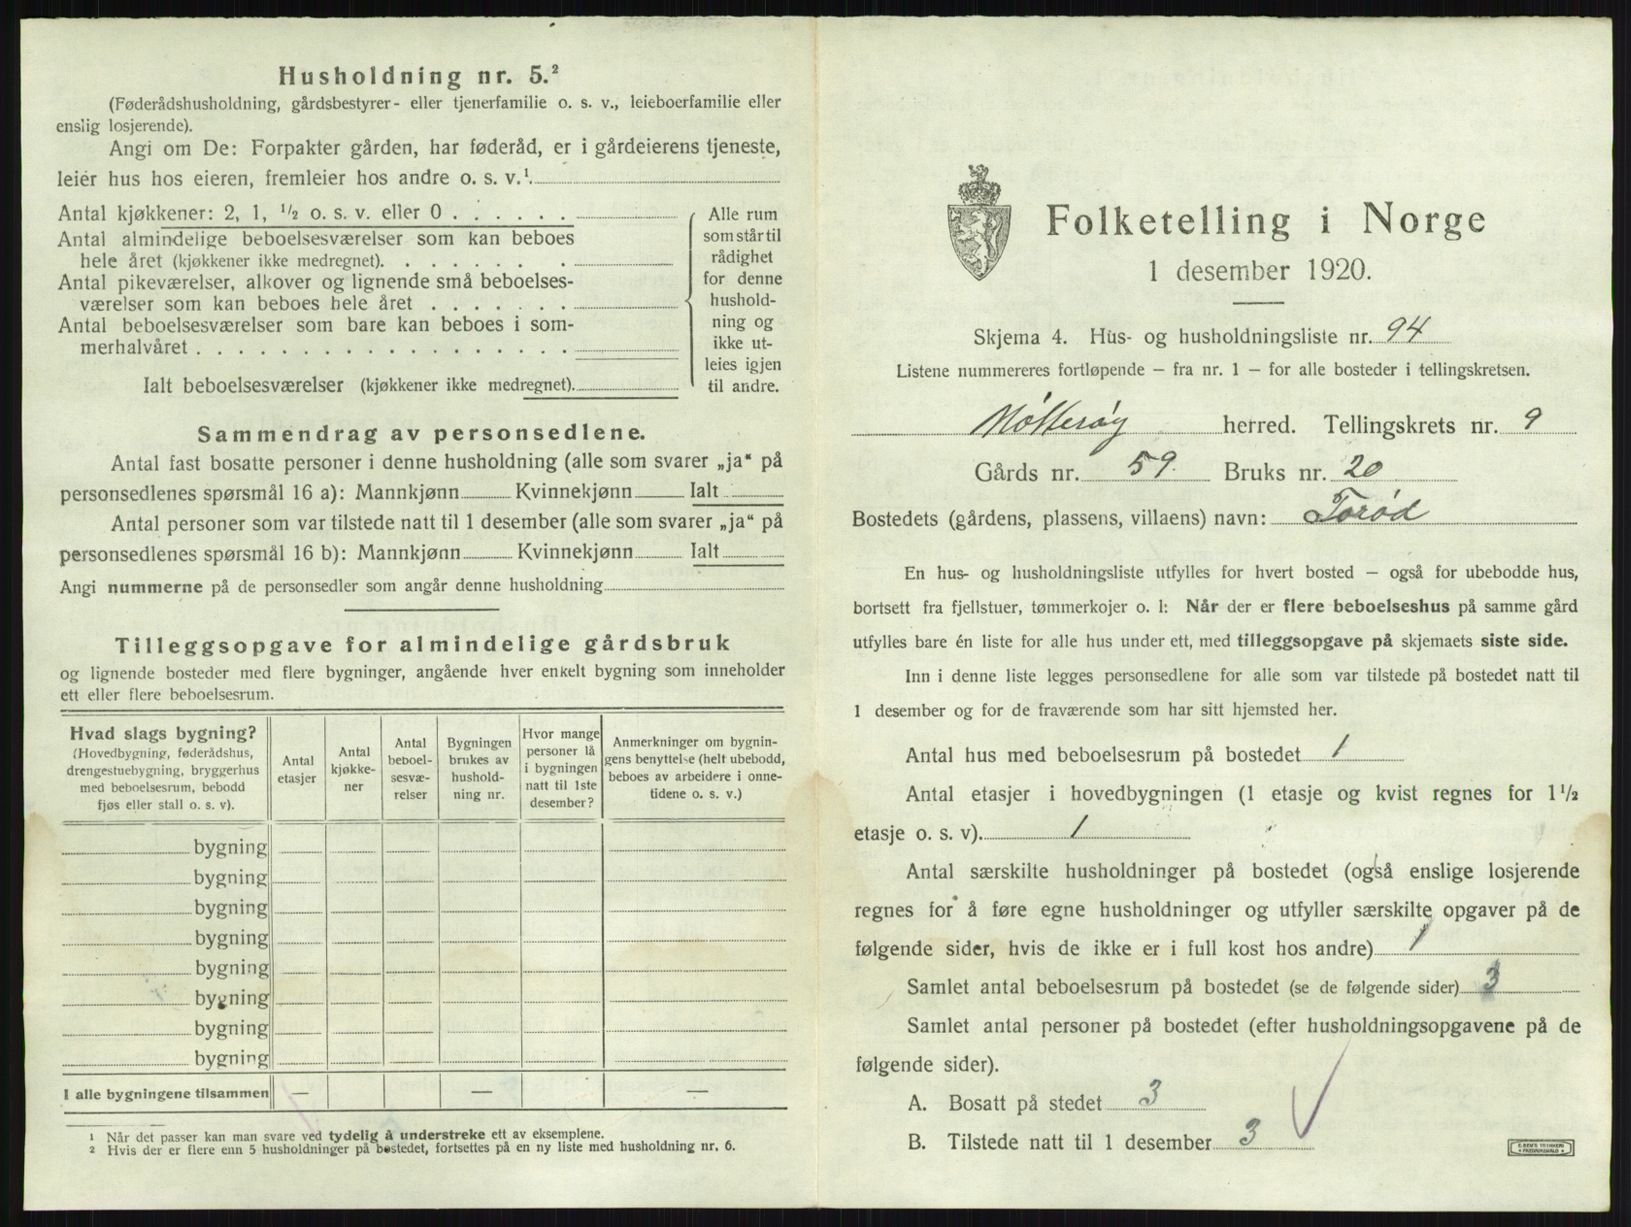 Husholdning nr. 5.²
(Føderådshusholdning, gårdsbestyrer- eller tjenerfamilie o. s. v., leieboerfamilie eller
enslig losjerende).
Angi om De: Forpakter gården, har føderåd, er i gårdeierens tjeneste,
leiér hus hos eieren, fremleier hos andre o. s. v.¹.
Antal kjøkkener: 2, 1, ½ o. s. v. eller 0 . . . . . .
Antal almindelige beboelsesværelser som kan beboes
hele året (kjøkkener ikke medregnet). . . . . . . .
Antal pikeværelser, alkover og lignende små beboelses-
værelser som kan beboes hele året . . . . . . .
Antal beboelsesværelser som bare kan beboes i som-
merhalvåret . . . . . . . . . . . . . . . . . .
Ialt beboelsesværelser (kjøkkener ikke medregnet).
Alle rum
som står til
rådighet
for denne
hushold-
ning og
ikke ut-
leies igjen
til andre.
Sammendrag av personsedlene.
Antal fast bosatte personer i denne husholdning (alle som svarer „ja“ på
personsedlenes spørsmål 16 a): Mannkjønn Kvinnekjønn Ialt
Antal personer som var tilstede natt til 1 desember (alle som svarer „ja“ på
personsedlenes spørsmål 16 b): Mannkjønn Kvinnekjønn Ialt
Angi nummerne på de personsedler som angår denne husholdning
Tilleggsopgave for almindelige gårdsbruk
og lignende bosteder med flere bygninger, angående hver enkelt bygning som inneholder
ett eller flere beboelsesrum.
Hvad slags bygning?
(Hovedbygning, føderådshus,
drengestuebygning, bryggerhus
med beboelsesrum, bebodd
fjøs eller stall o. s. v).
Antal
etasjer
Antal
kjøkke-
ner
Antal
beboel-
sesvæ-
relser
Bygningen
brukes av
hushold-
ning nr.
Hvor mange
personer lå
i bygningen
natt til 1ste
desember?
Anmerkninger om bygnin-
gens benyttelse (helt ubebodd,
beboes av arbeidere i onne-
tidene o. s. v.)
bygning
bygning
bygning
bygning
bygning
bygning
bygning
bygning
I alle bygningene tilsammen — — —
¹ Når det passer kan man svare ved tydelig å understreke ett av eksemplene.
² Hvis der er flere enn 5 husholdninger på bostedet, fortsettes på en ny liste med husholdning nr. 6.
Folketelling i Norge
1 desember 1920.
Skjema 4. Hus- og husholdningsliste nr. 94
Listene nummereres fortløpende — fra nr. 1 — for alle bosteder i tellingskretsen.
Nøtterøy herred. Tellingskrets nr. 9
Gårds nr. 59 Bruks nr. 20
Bostedets (gårdens, plassens, villaens) navn: Torød
En hus- og husholdningsliste utfylles for hvert bosted — også for ubebodde hus,
bortsett fra fjellstuer, tømmerkojer o. l: Når der er flere beboelseshus på samme gård
utfylles bare én liste for alle hus under ett, med tilleggsopgave på skjemaets siste side.
Inn i denne liste legges personsedlene for alle som var tilstede på bostedet natt til
1 desember og for de fraværende som har sitt hjemsted her.
Antal hus med beboelsesrum på bostedet 1
Antal etasjer i hovedbygningen (1 etasje og kvist regnes for 1½
etasje o. s. v). 1
Antal særskilte husholdninger på bostedet (også enslige losjerende
regnes for å føre egne husholdninger og utfyller særskilte opgaver på de
følgende sider, hvis de ikke er i full kost hos andre) 1
Samlet antal beboelsesrum på bostedet (se de følgende sider) 3
Samlet antal personer på bostedet (efter husholdningsopgavene på de
følgende sider).
A. Bosatt på stedet 3
B. Tilstede natt til 1 desember 3